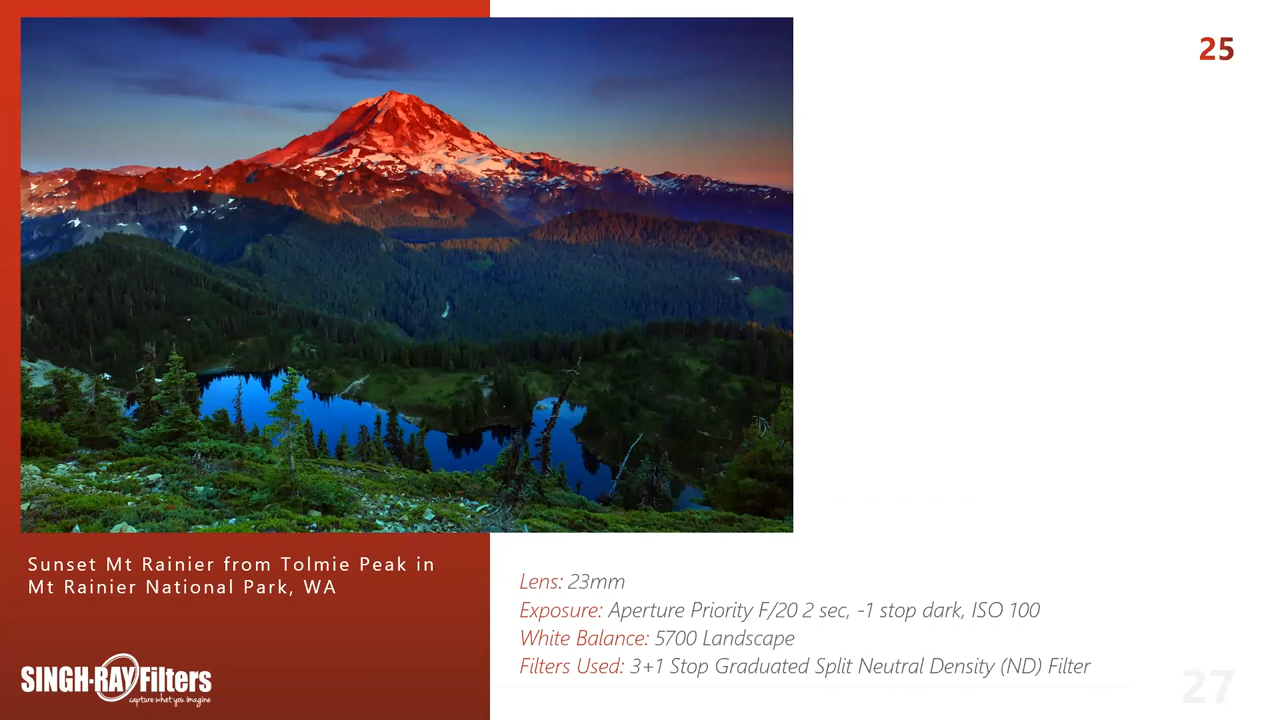 25
Sunset Mt Rainier from Tolmie Peak in
Mt Rainier National Park, WA
Lens: 23mm
Exposure: Aperture Priority F/20 2 sec, -1 stop dark, ISO 100
White Balance: 5700 Landscape
Filters Used: 3+1 Stop Graduated Split Neutral Density (ND) Filter
SINGH-RAY Filters
capture what you imagine
27